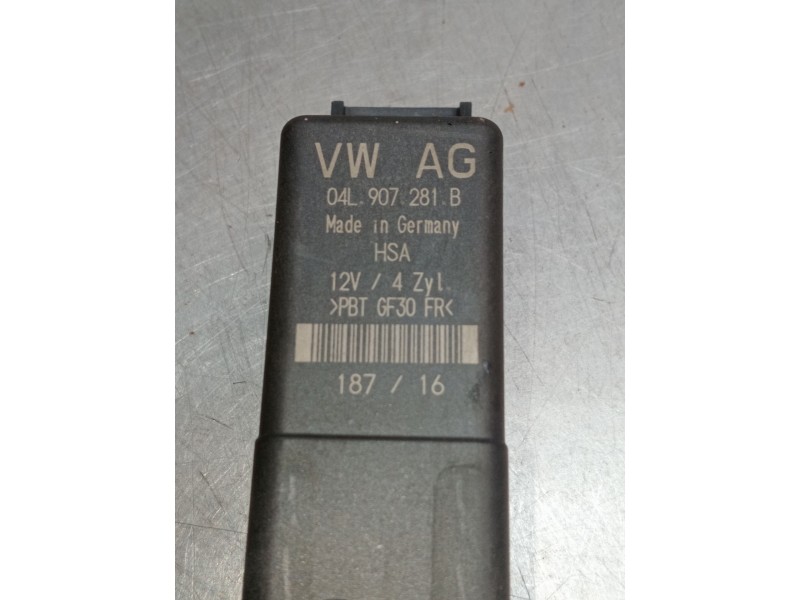 VW AG
04L.907.281.B
Made in Germany
HSA
12V / 4 Zyl.
>PBT GF30 FR<
187 / 16